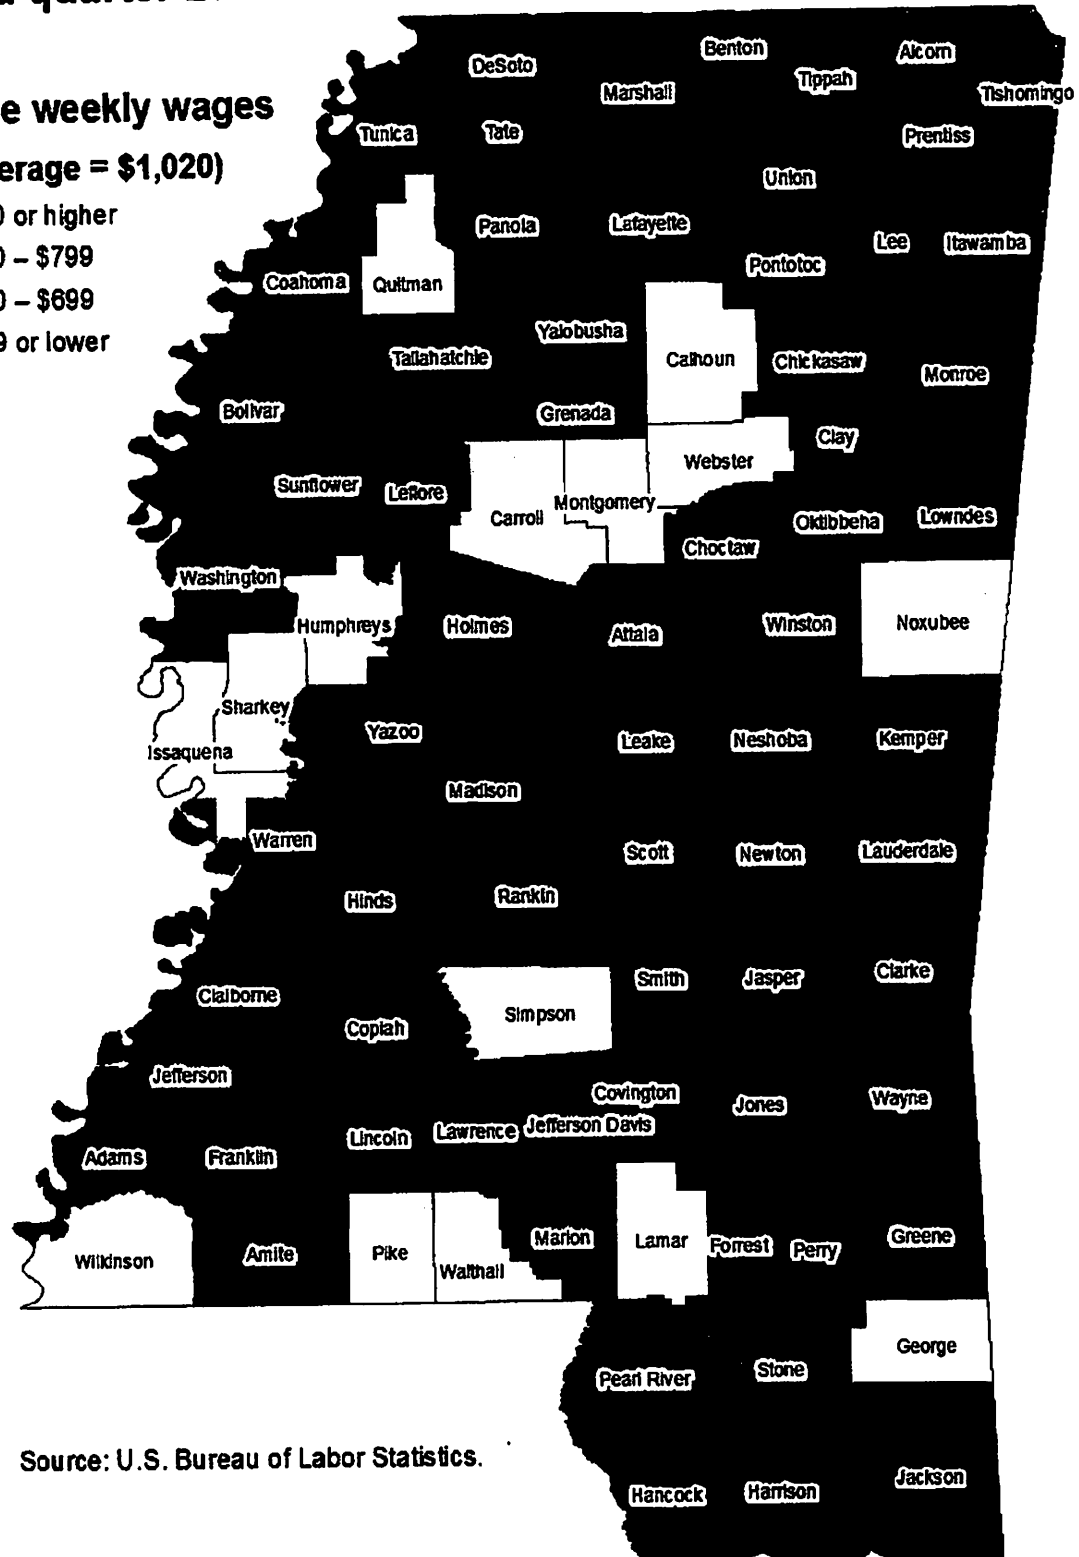 quarter
e weekly wages
erage = $1,020)
0 or higher
0 – $799
0 – $699
9 or lower
Benton
Alcorn
DeSoto
Tippah
Marshall
Tishomingo
Tunica
Tate
Prentiss
Union
Panola
Lafayette
Lee
Itawamba
Pontotoc
Coahoma
Quitman
Yalobusha
Tallahatchie
Calhoun
Chickasaw
Monroe
Bolivar
Grenada
Clay
Webster
Sunflower
Leflore
Montgomery
Carroll
Oktibbeha
Lowndes
Choctaw
Washington
Humphreys
Holmes
Attala
Winston
Noxubee
Sharkey
Yazoo
Leake
Neshoba
Kemper
Issaquena
Madison
Warren
Scott
Newton
Lauderdale
Hinds
Rankin
Smith
Jasper
Clarke
Claiborne
Simpson
Copiah
Jefferson
Covington
Jones
Wayne
Lincoln
Lawrence
Jefferson Davis
Adams
Franklin
Wilkinson
Amite
Pike
Walthall
Marion
Lamar
Forrest
Perry
Greene
George
Pearl River
Stone
Source: U.S. Bureau of Labor Statistics.
Hancock
Harrison
Jackson